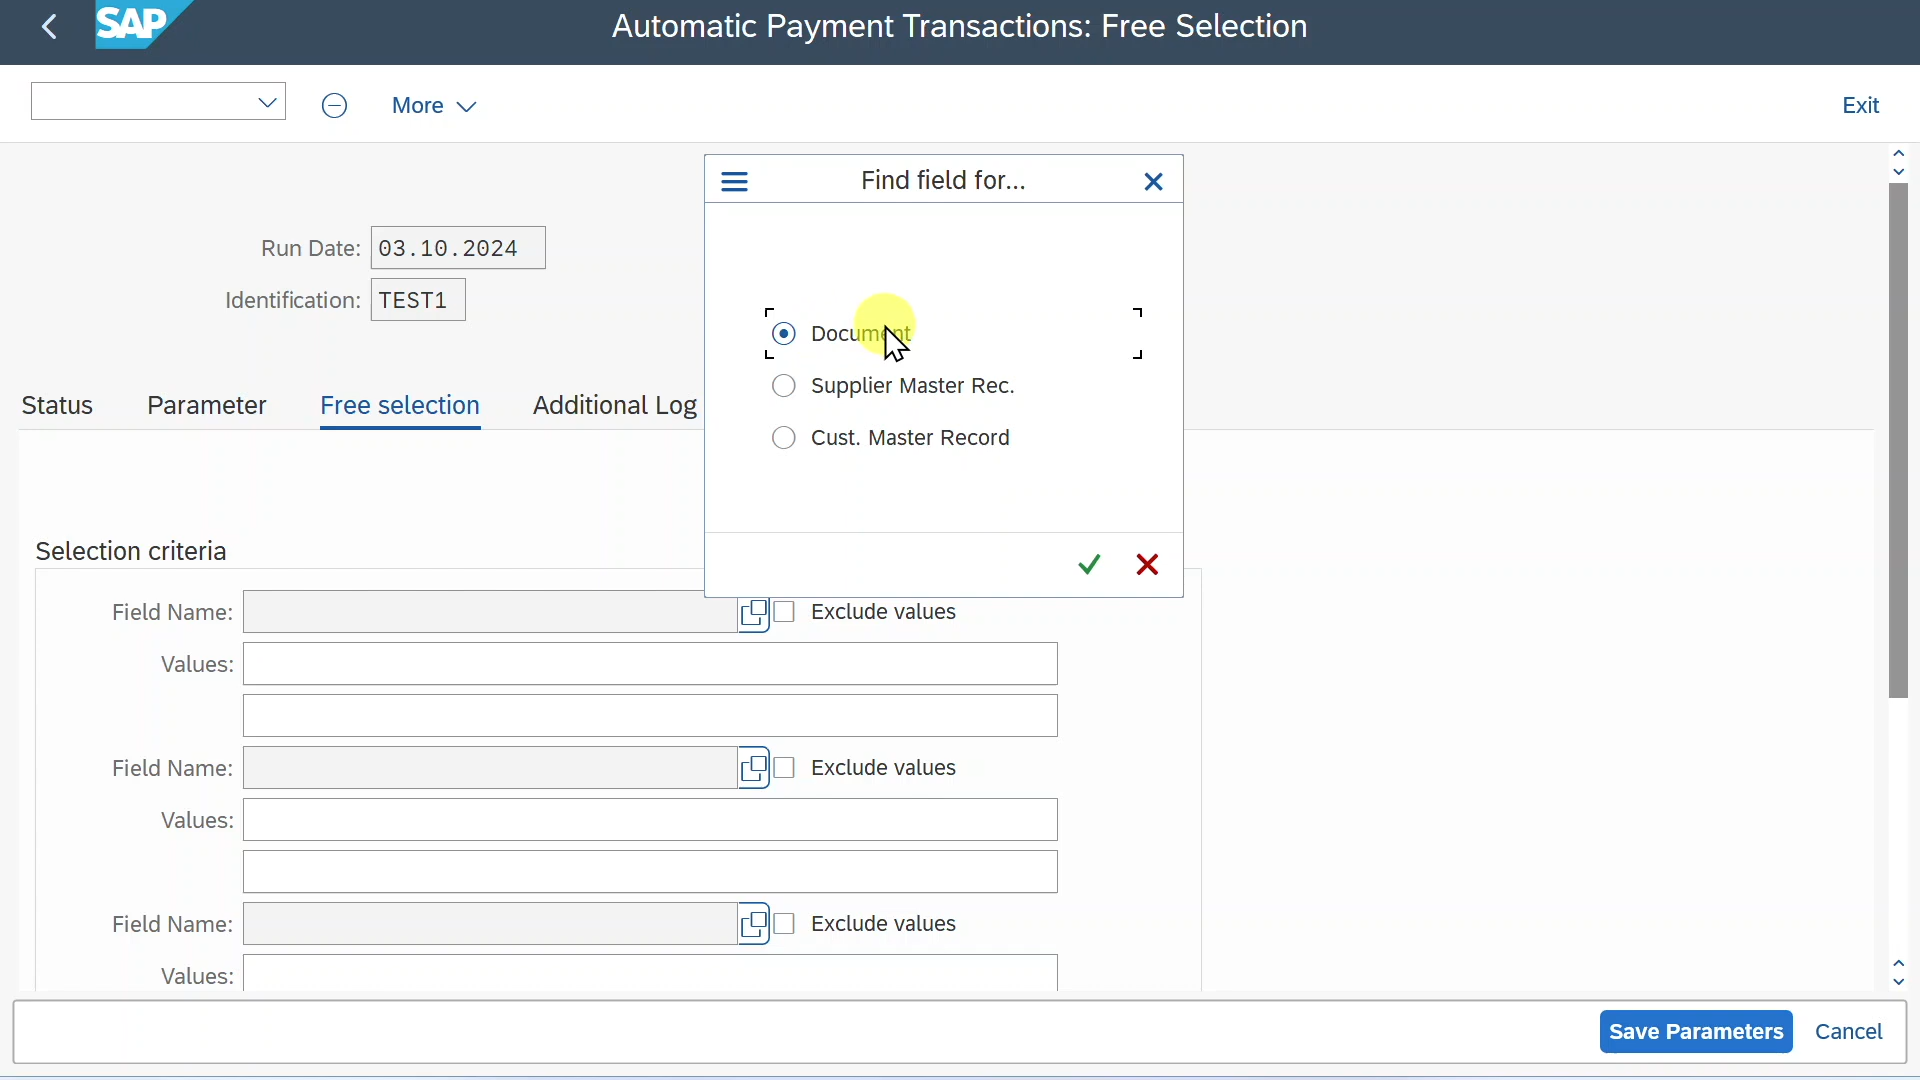 SAP
Automatic Payment Transactions: Free Selection
More
Exit
Find field for...
Run Date: 03.10.2024
Identification: TEST1
Document
Supplier Master Rec.
Cust. Master Record
Status Parameter Free selection Additional Log
Selection criteria
Field Name: Exclude values
Values:
Field Name: Exclude values
Values:
Field Name: Exclude values
Values:
Save Parameters Cancel